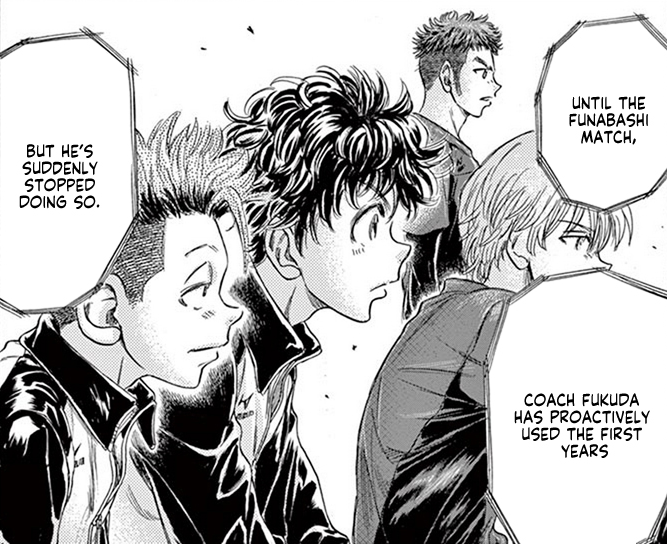 UNTIL THE
FUNABASHI
MATCH,
COACH FUKUDA
HAS PROACTIVELY
USED THE FIRST
YEARS
BUT HE'S
SUDDENLY
STOPPED
DOING SO.